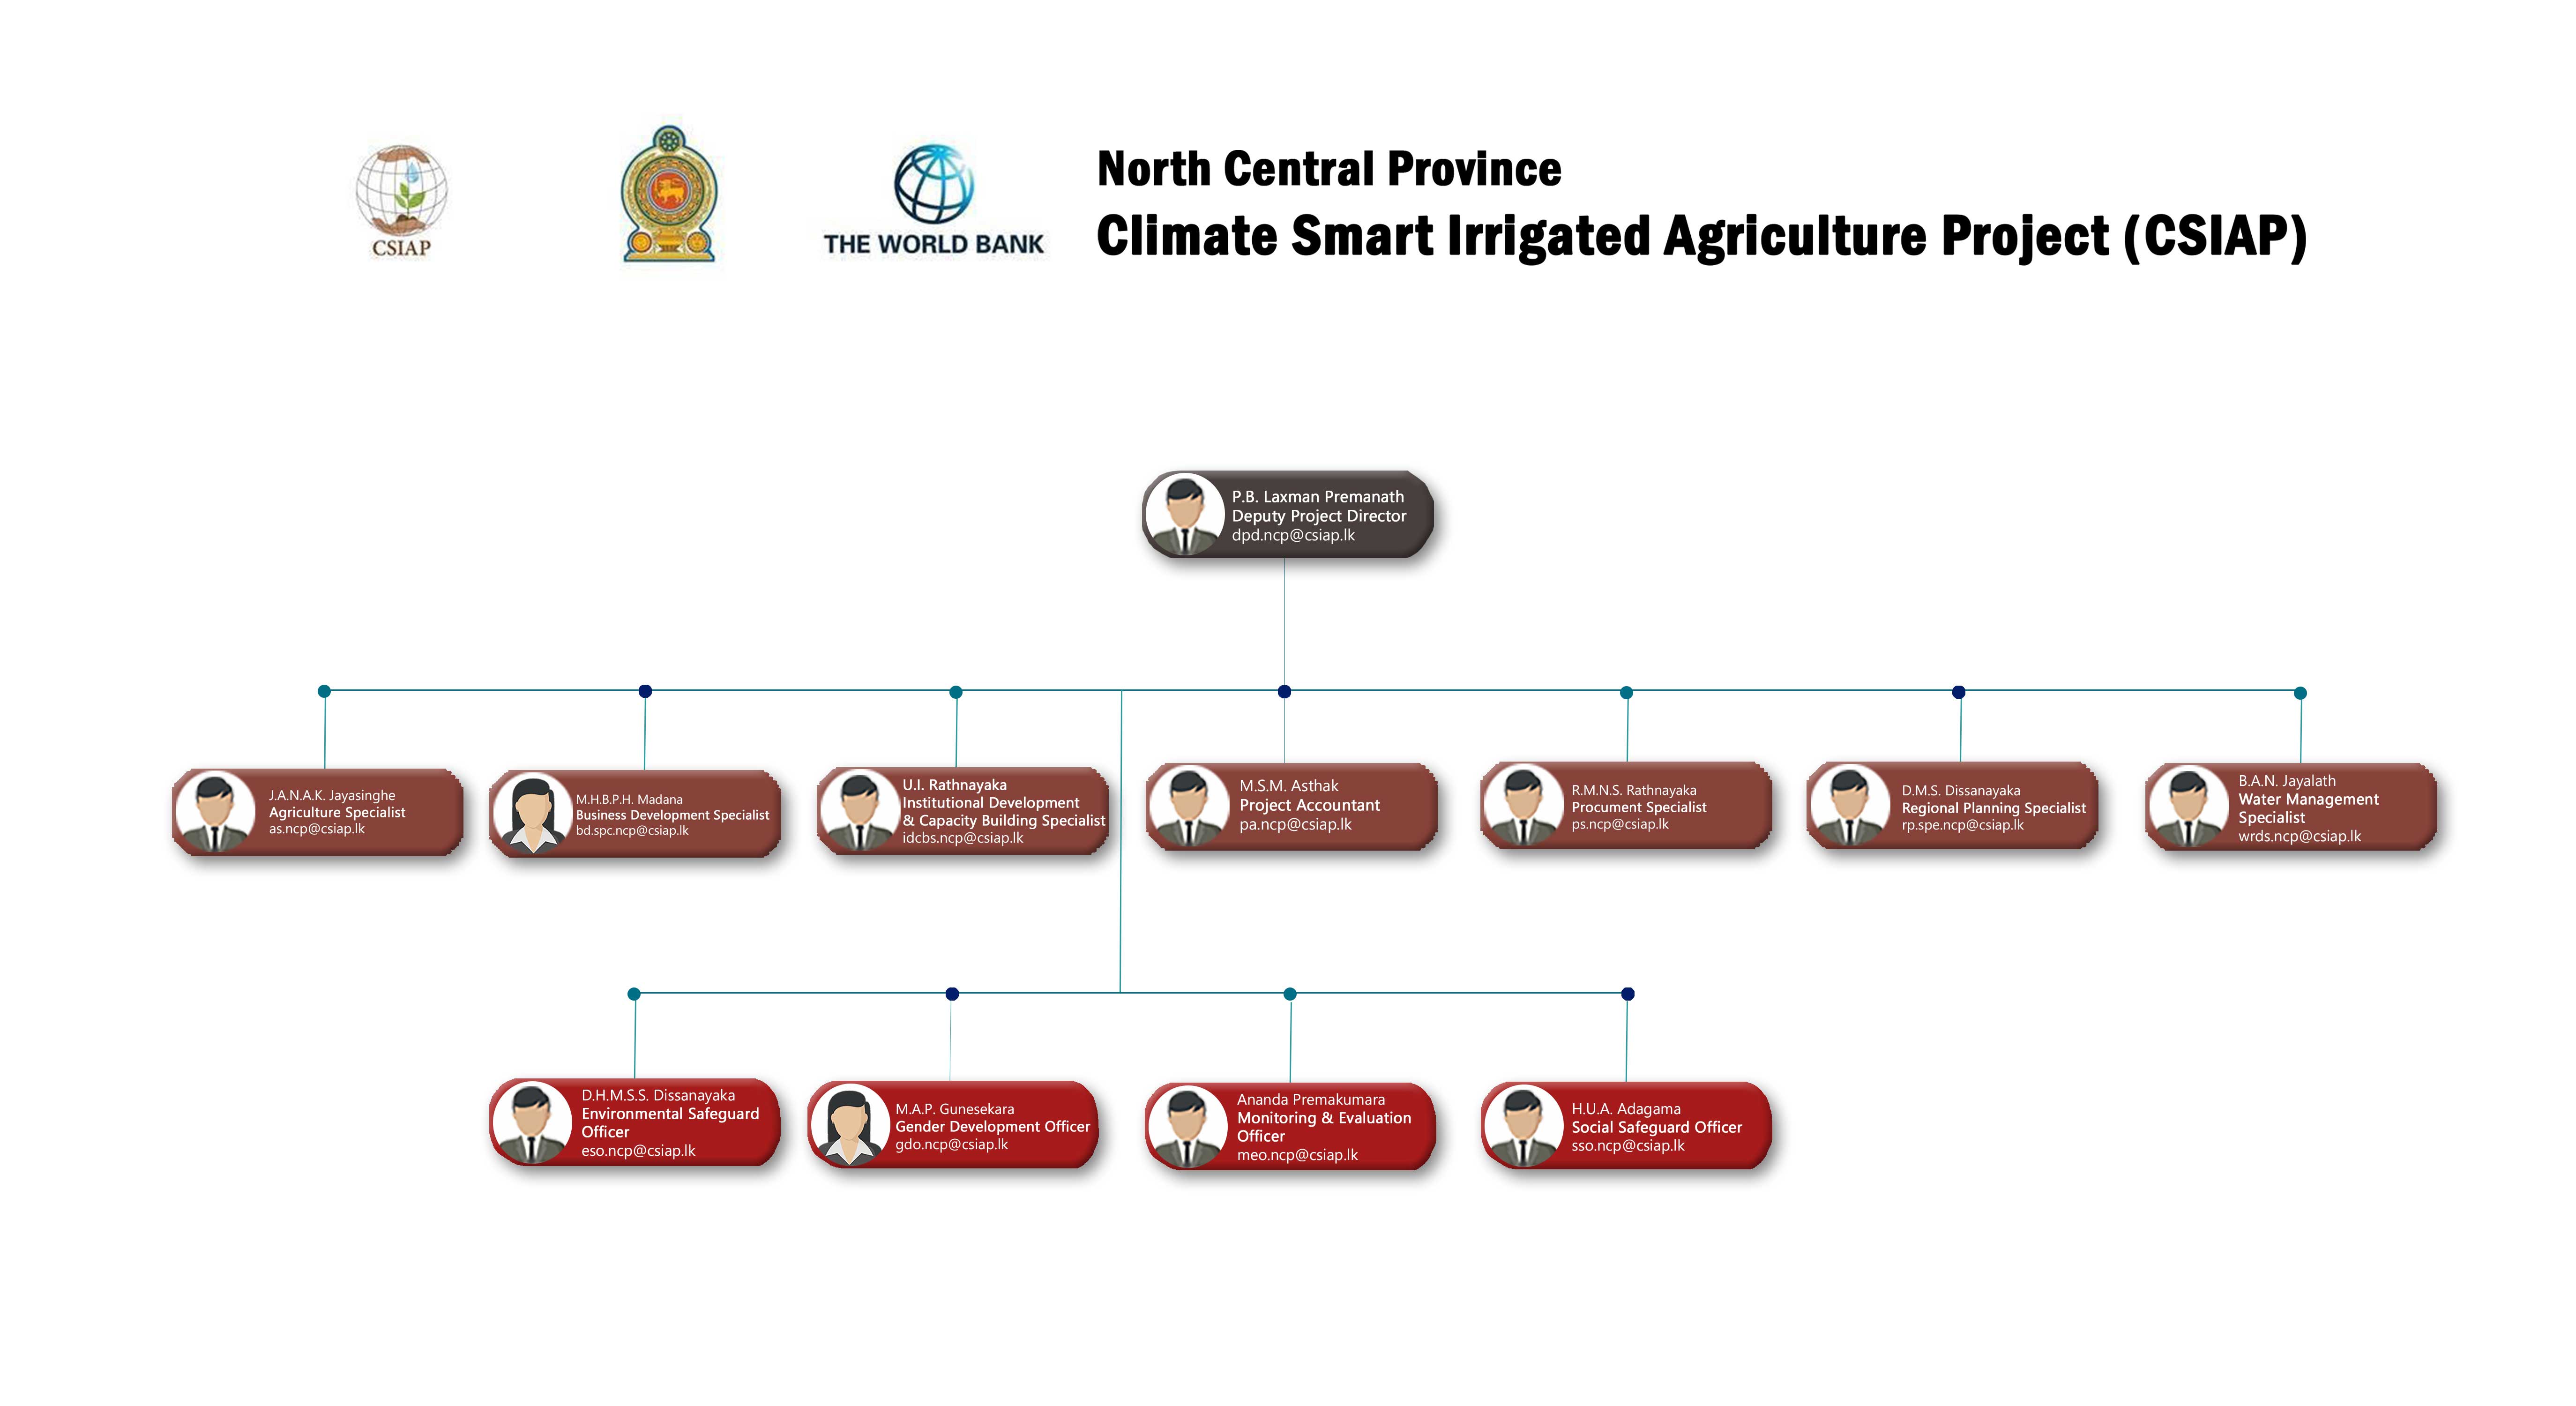 CSIAP
THE WORLD BANK
North Central Province
Climate Smart Irrigated Agriculture Project (CSIAP)
P.B. Laxman Premanath
Deputy Project Director
dpd.ncp@csiap.lk
J.A.N.A.K. Jayasinghe
Agriculture Specialist
as.ncp@csiap.lk
M.H.B.P.H. Madana
Business Development Specialist
bd.spc.ncp@csiap.lk
U.I. Rathnayaka
Institutional Development
& Capacity Building Specialist
idcbs.ncp@csiap.lk
M.S.M. Asthak
Project Accountant
pa.ncp@csiap.lk
R.M.N.S. Rathnayaka
Procument Specialist
ps.ncp@csiap.lk
D.M.S. Dissanayaka
Regional Planning Specialist
rp.spe.ncp@csiap.lk
B.A.N. Jayalath
Water Management
Specialist
wrds.ncp@csiap.lk
D.H.M.S.S. Dissanayaka
Environmental Safeguard
Officer
eso.ncp@csiap.lk
M.A.P. Gunesekara
Gender Development Officer
gdo.ncp@csiap.lk
Ananda Premakumara
Monitoring & Evaluation
Officer
meo.ncp@csiap.lk
H.U.A. Adagama
Social Safeguard Officer
sso.ncp@csiap.lk